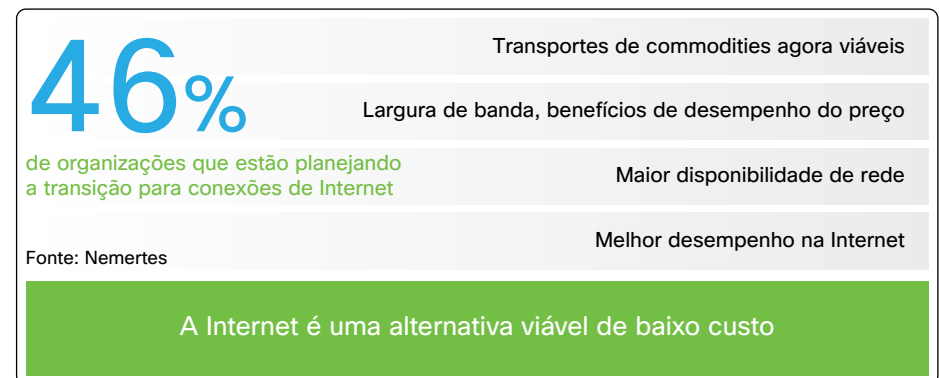 46%
de organizações que estão planejando
a transição para conexões de Internet
Fonte: Nemertes
Transportes de commodities agora viáveis
Largura de banda, benefícios de desempenho do preço
Maior disponibilidade de rede
Melhor desempenho na Internet
A Internet é uma alternativa viável de baixo custo